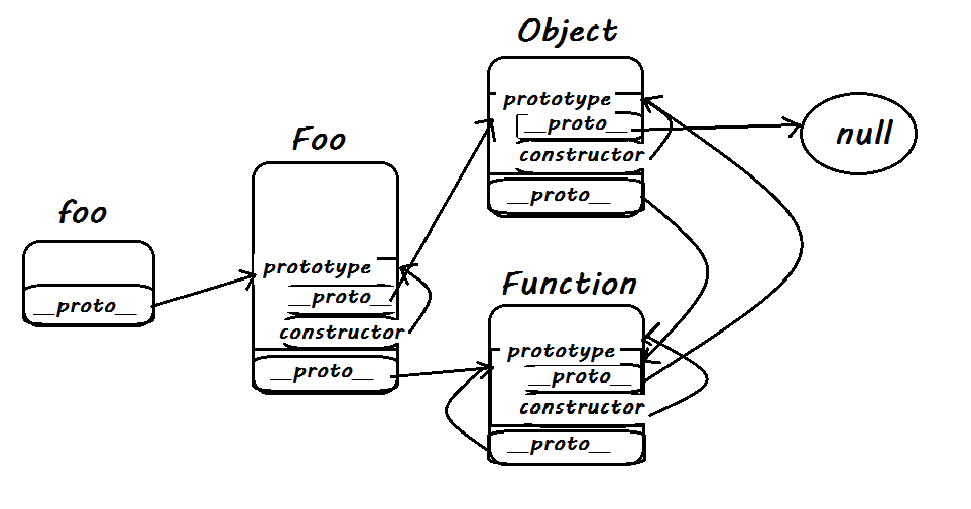 foo
__proto__
Foo
prototype
__proto__
constructor
__proto__
Object
prototype
__proto__
constructor
__proto__
null
Function
prototype
__proto__
constructor
__proto__